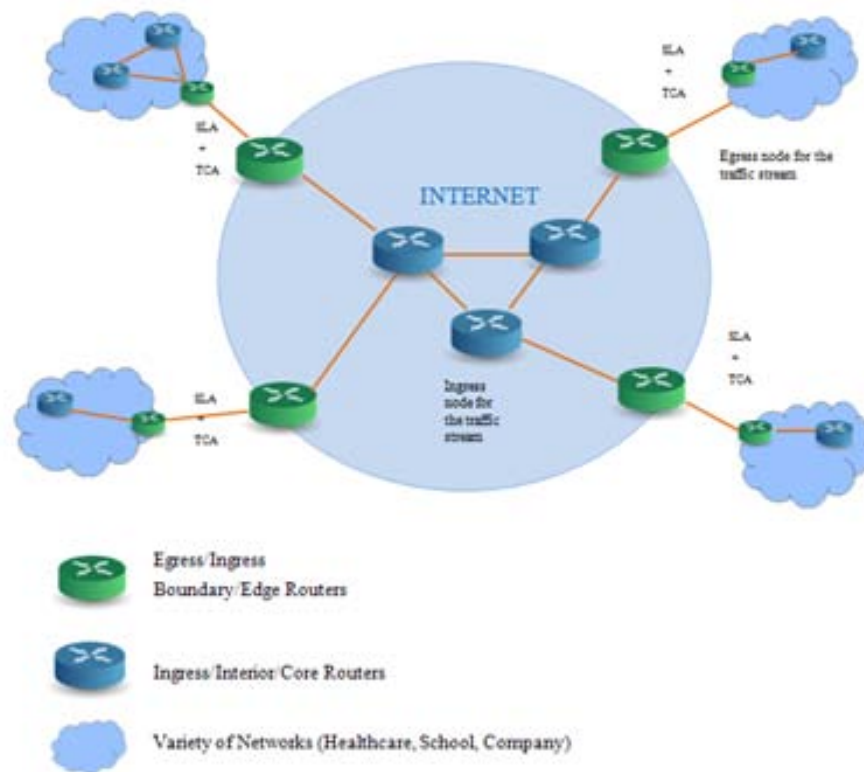 SLA
+
TCA
SLA
+
TCA
Egress node for the
traffic stream
INTERNET
SLA
+
TCA
Ingress
node for
the traffic
stream
SLA
+
TCA
Egress/Ingress
Boundary/Edge Routers
Ingress/Interior/Core Routers
Variety of Networks (Healthcare, School, Company)